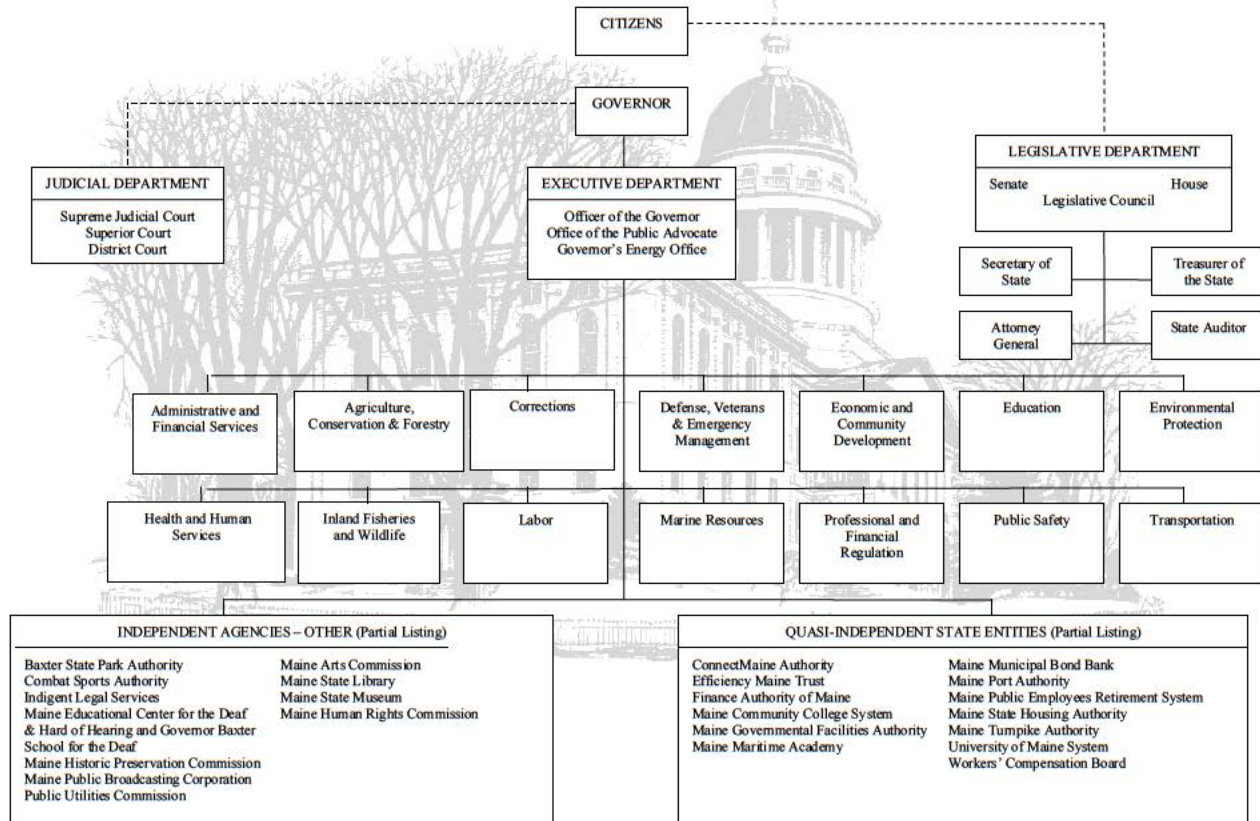 CITIZENS
GOVERNOR
JUDICIAL DEPARTMENT
Supreme Judicial Court
Superior Court
District Court
EXECUTIVE DEPARTMENT
Officer of the Governor
Office of the Public Advocate
Governor's Energy Office
LEGISLATIVE DEPARTMENT
Senate House
Legislative Council
Secretary of
State
Treasurer of
the State
Attorney
General
State Auditor
Administrative and
Financial Services
Agriculture,
Conservation & Forestry
Corrections
Defense, Veterans
& Emergency
Management
Economic and
Community
Development
Education
Environmental
Protection
Health and Human
Services
Inland Fisheries
and Wildlife
Labor
Marine Resources
Professional and
Financial
Regulation
Public Safety
Transportation
INDEPENDENT AGENCIES – OTHER (Partial Listing)
Baxter State Park Authority
Combat Sports Authority
Indigent Legal Services
Maine Educational Center for the Deaf
& Hard of Hearing and Governor Baxter
School for the Deaf
Maine Historic Preservation Commission
Maine Public Broadcasting Corporation
Public Utilities Commission
Maine Arts Commission
Maine State Library
Maine State Museum
Maine Human Rights Commission
QUASI-INDEPENDENT STATE ENTITIES (Partial Listing)
ConnectMaine Authority
Efficiency Maine Trust
Finance Authority of Maine
Maine Community College System
Maine Governmental Facilities Authority
Maine Maritime Academy
Maine Municipal Bond Bank
Maine Port Authority
Maine Public Employees Retirement System
Maine State Housing Authority
Maine Turnpike Authority
University of Maine System
Workers' Compensation Board